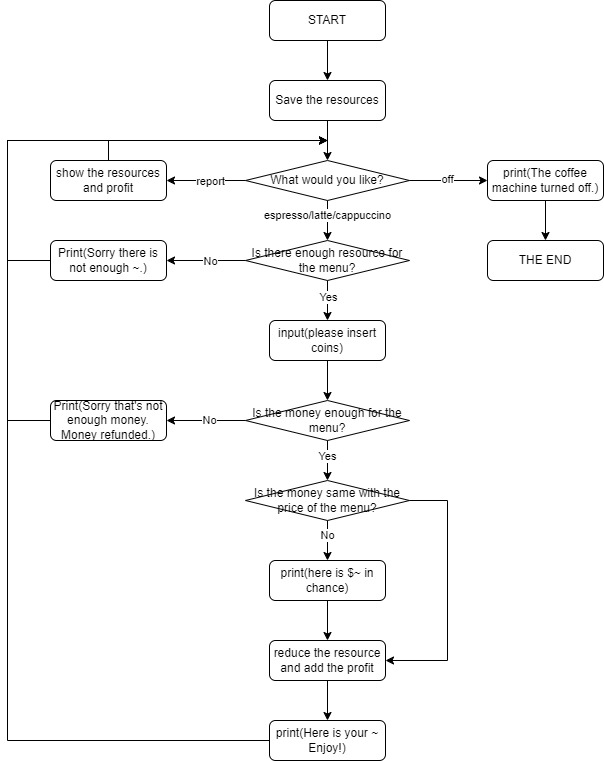 START
Save the resources
show the resources
and profit
report
What would you like?
off
print(The coffee
machine turned off.)
espresso/latte/cappuccino
Print(Sorry there is
not enough ~.)
No
Is there enough resource for
the menu?
THE END
Yes
input(please insert
coins)
Print(Sorry that's not
enough money.
Money refunded.)
No
Is the money enough for the
menu?
Yes
Is the money same with the
price of the menu?
No
print(here is $~ in
chance)
reduce the resource
and add the profit
print(Here is your ~
Enjoy!)